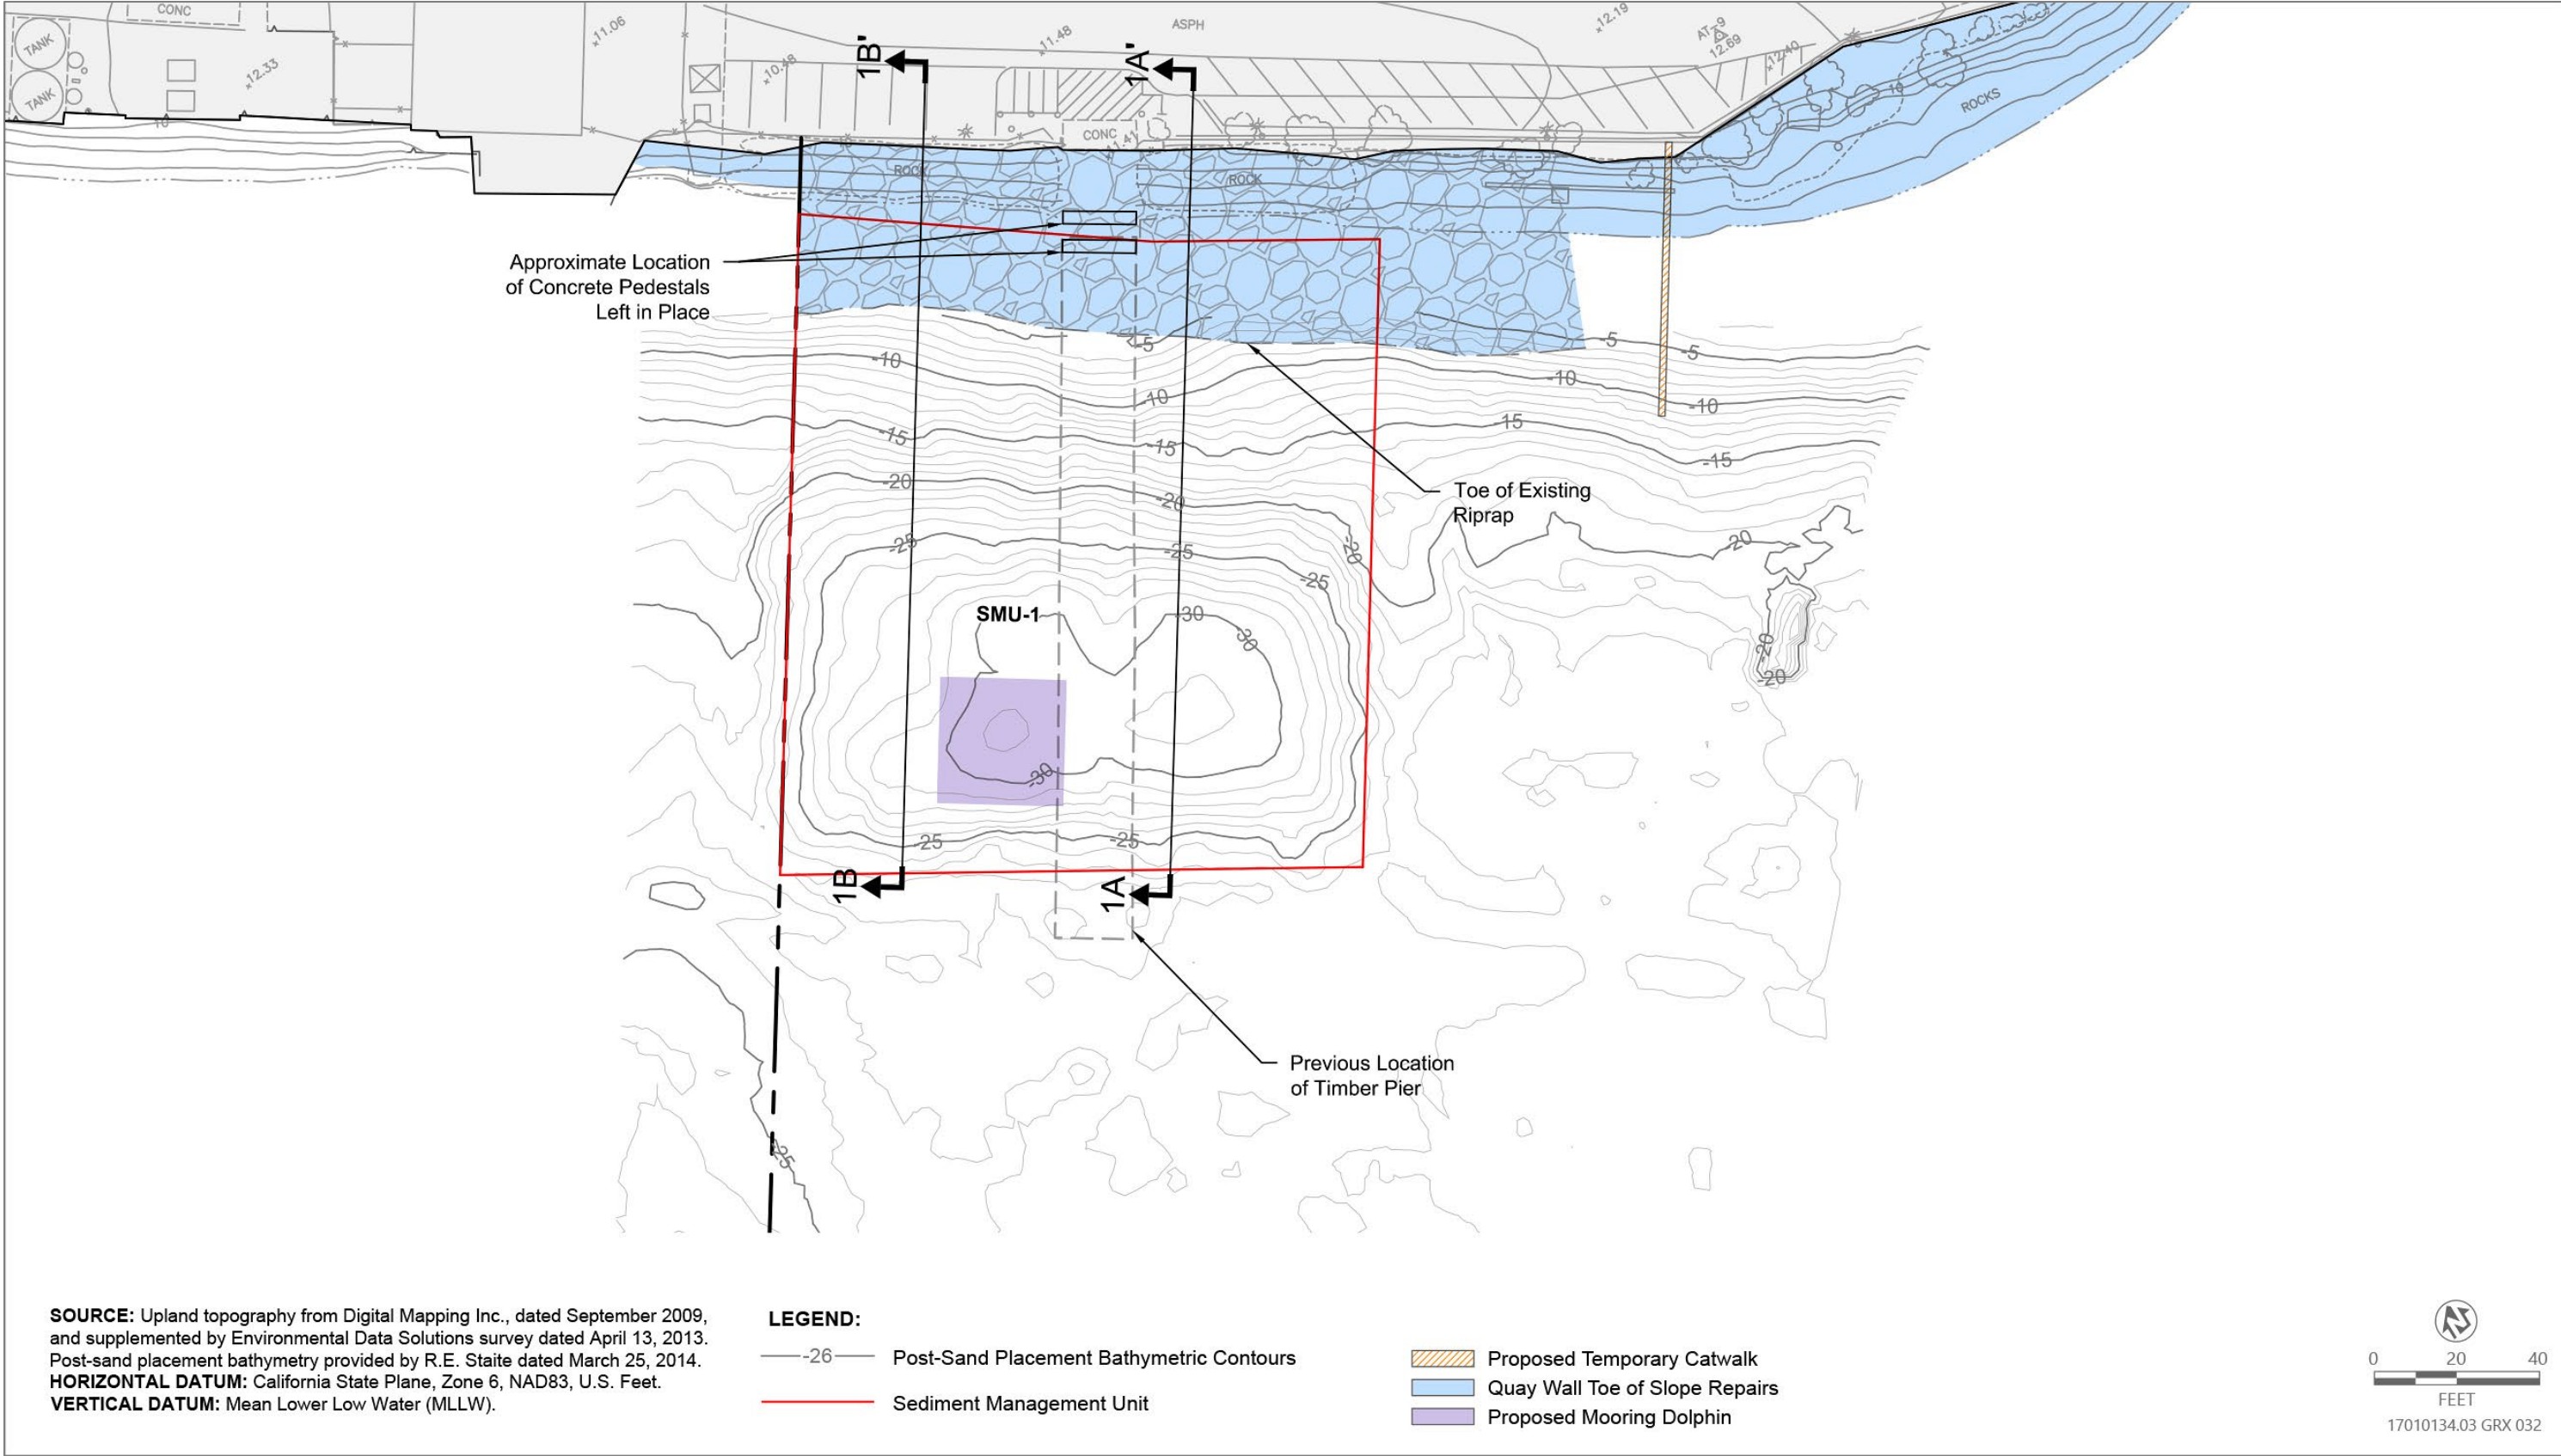 CONC
TANK
TANK
12.33
10
11.06
10.48
11.48
ASPH
12.19
AT-9
12.69
12.40
1B'
1A'
CONC
11.41
10
10
10
ROCKS
ROCK
ROCK
Approximate Location
of Concrete Pedestals
Left in Place
-5
-5
-5
-10
-10
-10
-10
-15
-15
-15
-15
-20
-20
-20
-20
Toe of Existing
Riprap
-25
-25
-25
SMU-1
-30
-30
-20
-20
-30
-25
-25
1B
1A
Previous Location
of Timber Pier
-25
SOURCE: Upland topography from Digital Mapping Inc., dated September 2009,
and supplemented by Environmental Data Solutions survey dated April 13, 2013.
Post-sand placement bathymetry provided by R.E. Staite dated March 25, 2014.
HORIZONTAL DATUM: California State Plane, Zone 6, NAD83, U.S. Feet.
VERTICAL DATUM: Mean Lower Low Water (MLLW).
LEGEND:
-26
Post-Sand Placement Bathymetric Contours
Sediment Management Unit
Proposed Temporary Catwalk
Quay Wall Toe of Slope Repairs
Proposed Mooring Dolphin
N
0 20 40
FEET
17010134.03 GRX 032